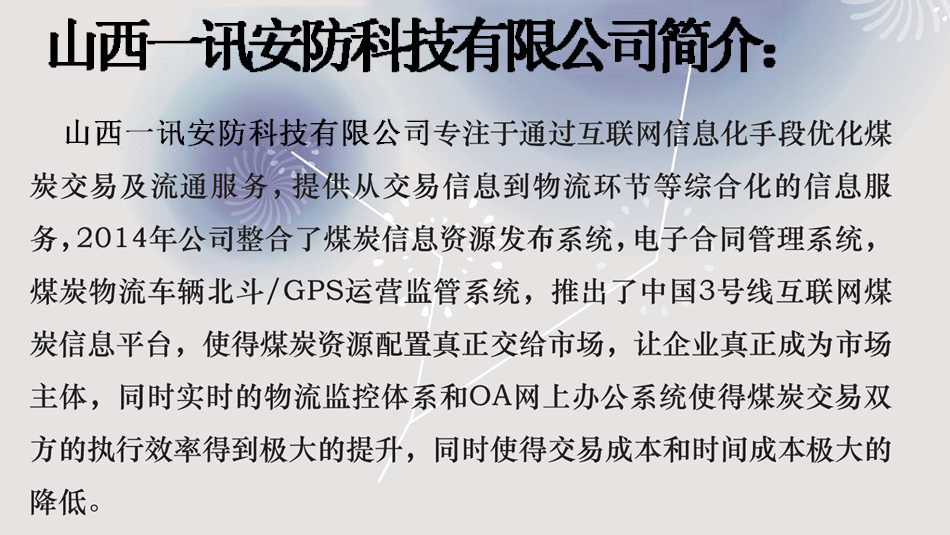 山西一讯安防科技有限公司简介：
山西一讯安防科技有限公司专注于通过互联网信息化手段优化煤
炭交易及流通服务，提供从交易信息到物流环节等综合化的信息服
务，2014年公司整合了煤炭信息资源发布系统，电子合同管理系统，
煤炭物流车辆北斗/GPS运营监管系统，推出了中国3号线互联网煤
炭信息平台，使得煤炭资源配置真正交给市场，让企业真正成为市场
主体，同时实时的物流监控体系和OA网上办公系统使得煤炭交易双
方的执行效率得到极大的提升，同时使得交易成本和时间成本极大的
降低。